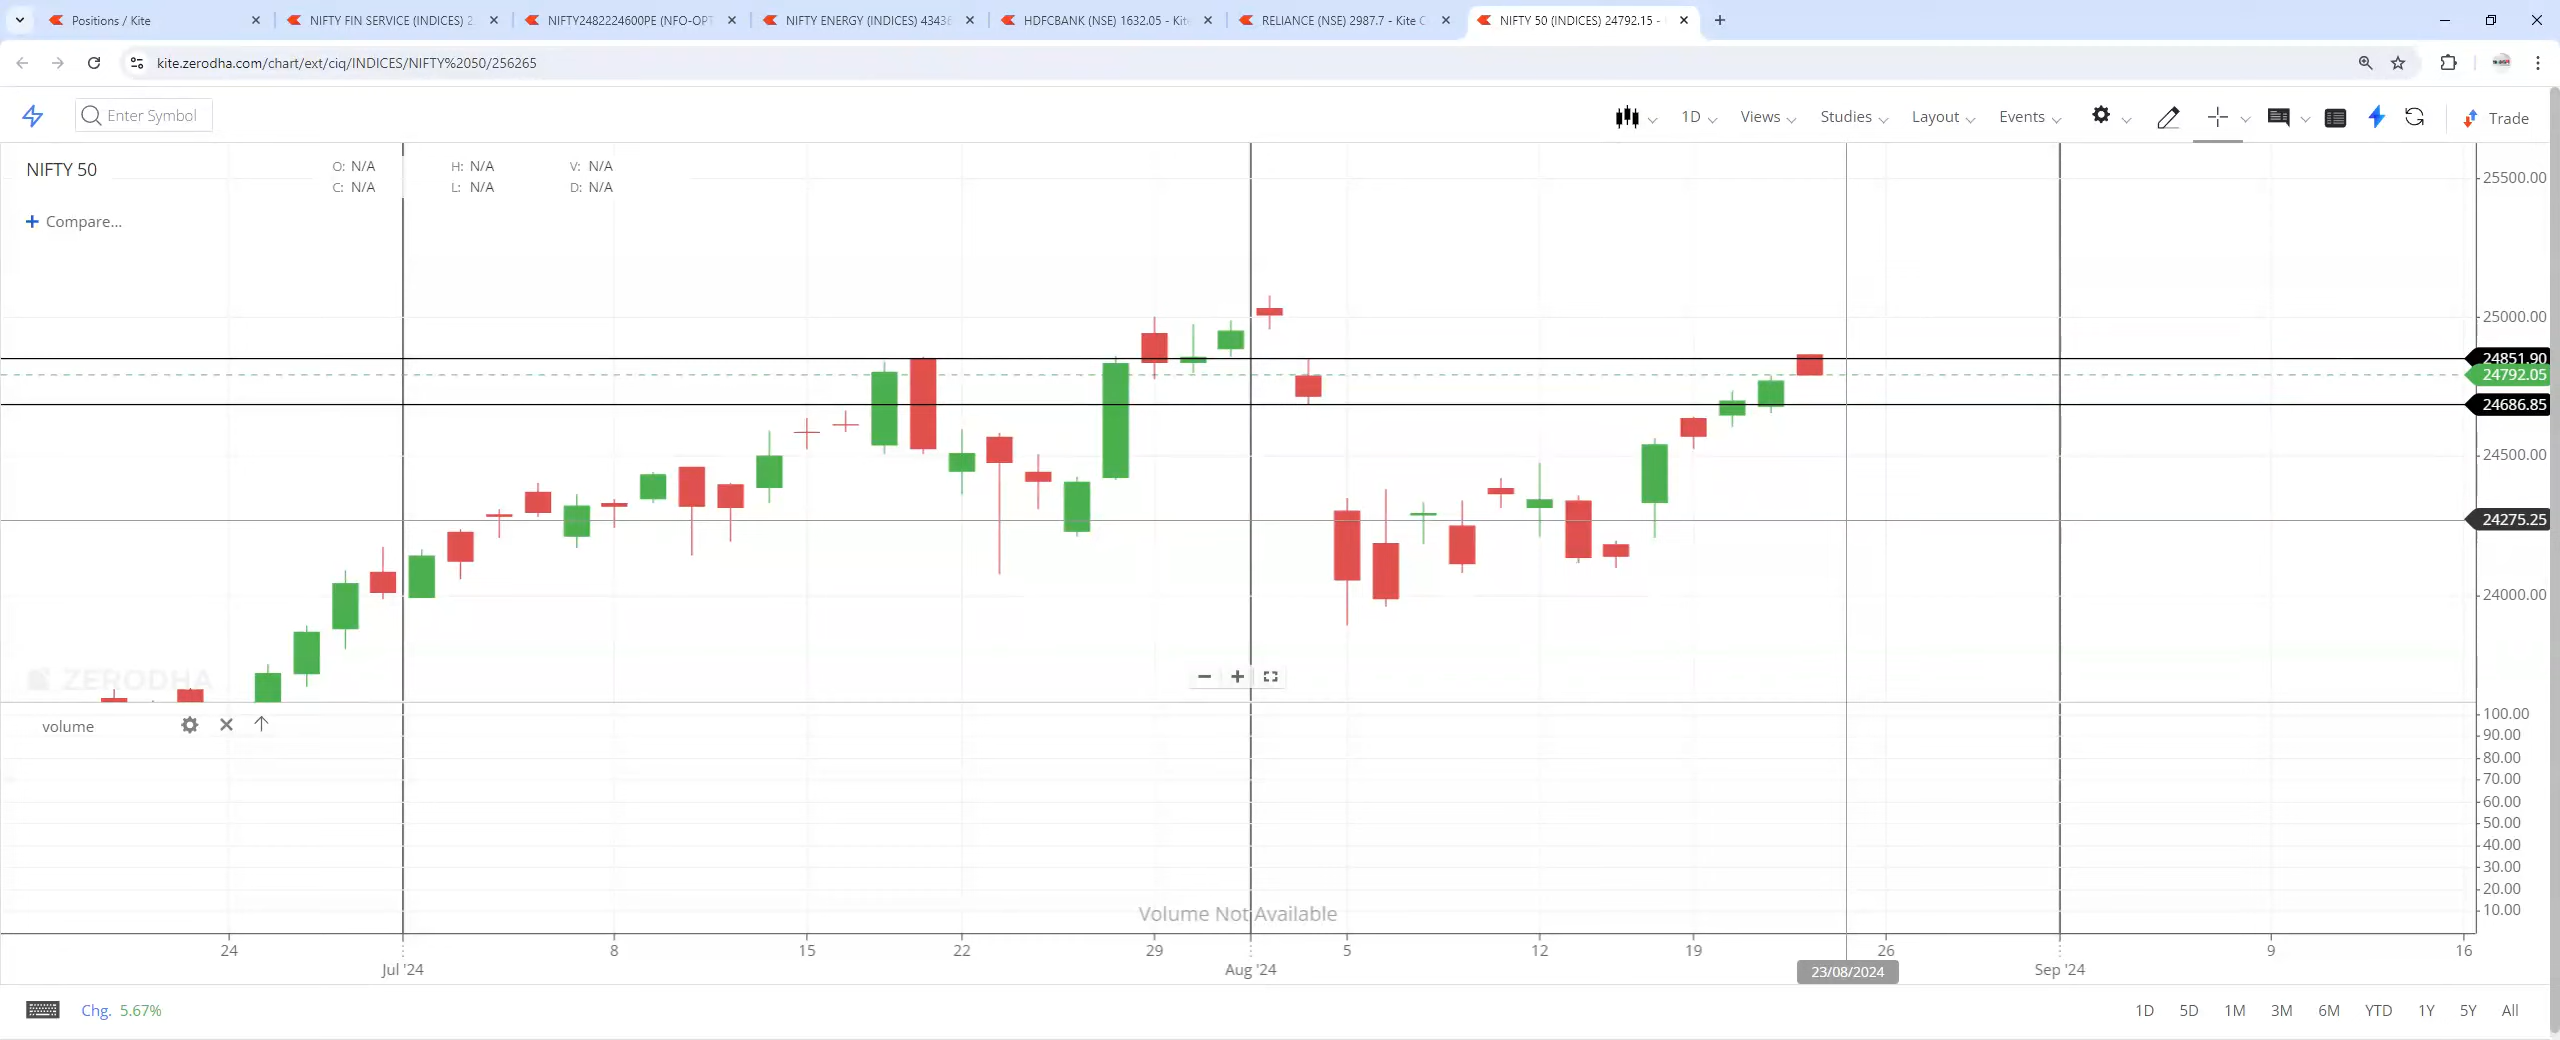 Positions / Kite
NIFTY FIN SERVICE (INDICES) 2
NIFTY2482224600PE (NFO-OPT
NIFTY ENERGY (INDICES) 4343
HDFCBANK (NSE) 1632.05 - Kite
RELIANCE (NSE) 2987.7 - Kite C
NIFTY 50 (INDICES) 24792.15 -
kite.zerodha.com/chart/ext/ciq/INDICES/NIFTY%2050/256265
Enter Symbol
1D
Views
Studies
Layout
Events
Trade
NIFTY 50
O: N/A H: N/A V: N/A
C: N/A L: N/A D: N/A
+ Compare...
25500.00
25000.00
24851.90
24792.05
24686.85
24500.00
24275.25
24000.00
ZERODHA
volume
100.00
90.00
80.00
70.00
60.00
50.00
40.00
30.00
20.00
10.00
Volume Not Available
24 8 15 22 29 5 12 19 26 9 16
Jul '24 Aug '24 23/08/2024 Sep '24
Chg. 5.67%
1D 5D 1M 3M 6M YTD 1Y 5Y All